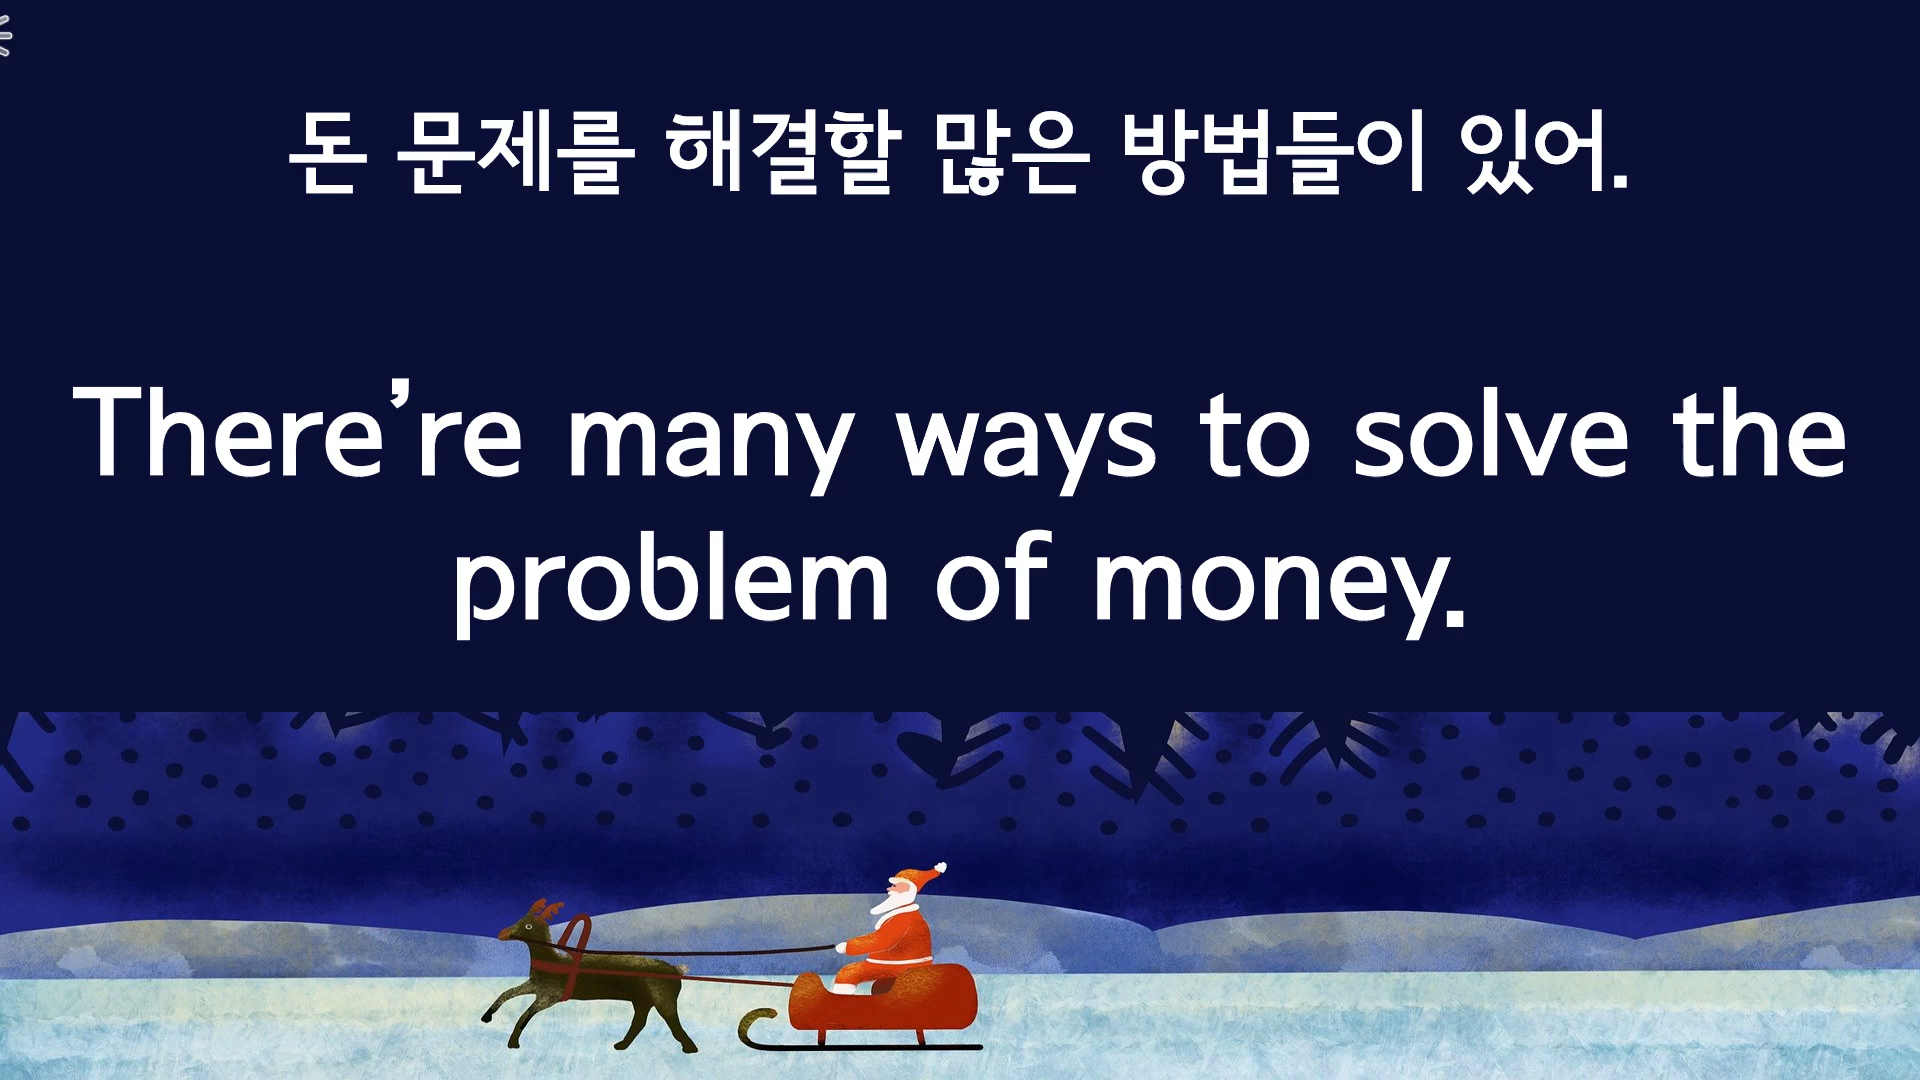 돈 문제를 해결할 많은 방법들이 있어.
There’re many ways to solve the
problem of money.